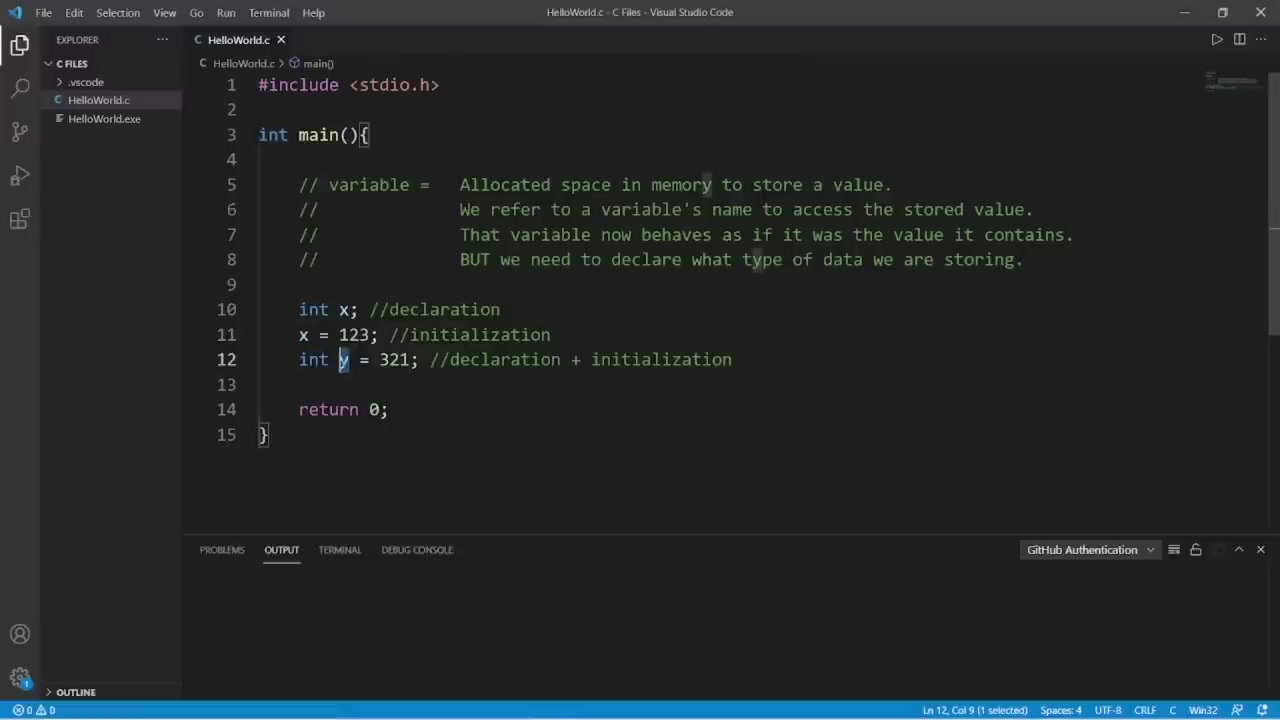 File Edit Selection View Go Run Terminal Help
HelloWorld.c - C Files - Visual Studio Code
EXPLORER
C FILES
.vscode
C HelloWorld.c
HelloWorld.exe
OUTLINE
C HelloWorld.c
C HelloWorld.c > main()
1 #include <stdio.h>
2
3 int main(){
4
5 // variable = Allocated space in memory to store a value.
6 // We refer to a variable's name to access the stored value.
7 // That variable now behaves as if it was the value it contains.
8 // BUT we need to declare what type of data we are storing.
9
10 int x; //declaration
11 x = 123; //initialization
12 int y = 321; //declaration + initialization
13
14 return 0;
15 }
PROBLEMS OUTPUT TERMINAL DEBUG CONSOLE
GitHub Authentication
1
0 0
Ln 12, Col 9 (1 selected) Spaces: 4 UTF-8 CRLF C Win32